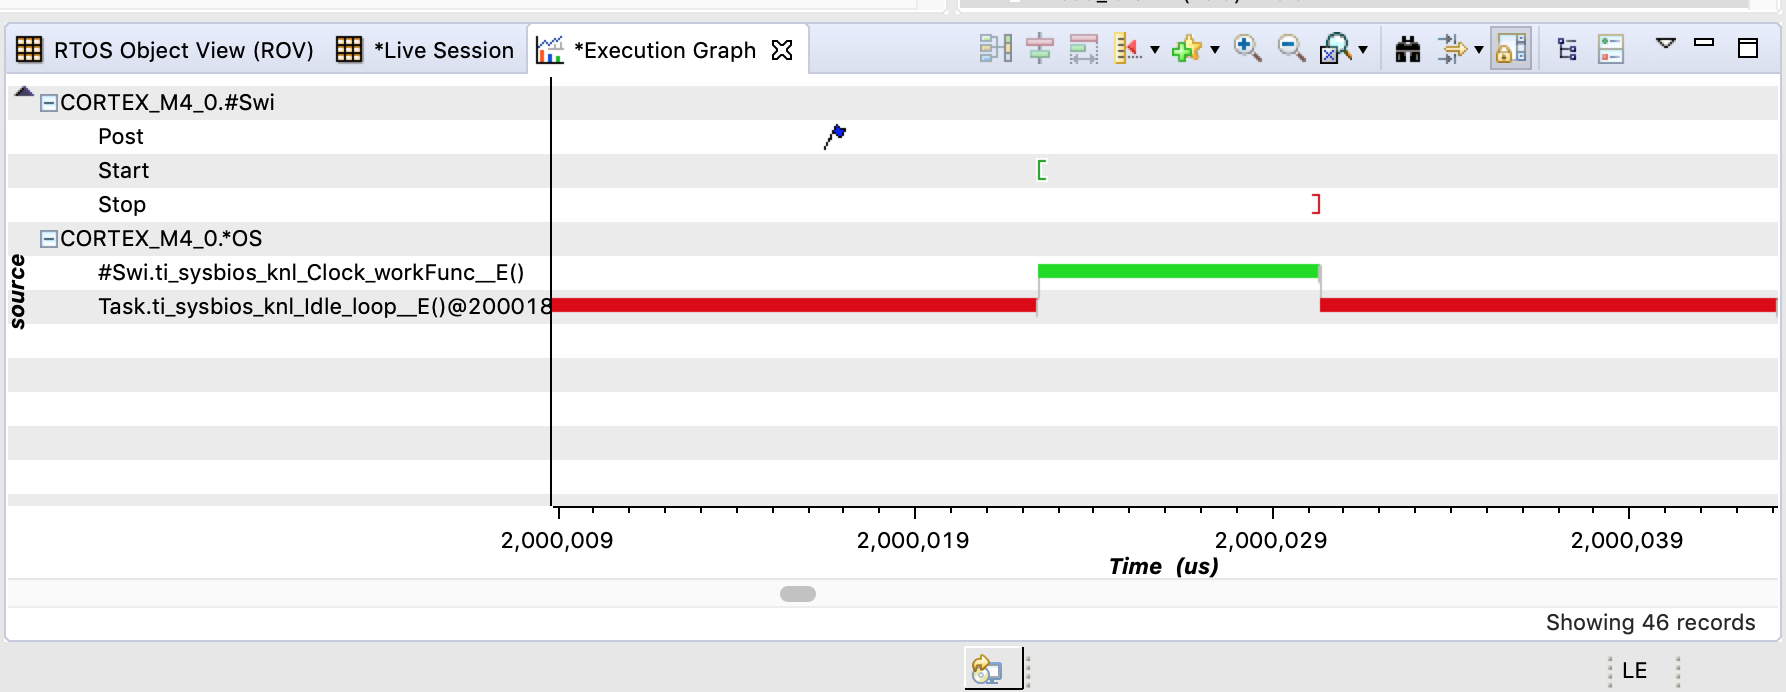 RTOS Object View (ROV)
*Live Session
*Execution Graph
CORTEX_M4_0.#Swi
Post
Start
Stop
CORTEX_M4_0.*OS
#Swi.ti_sysbios_knl_Clock_workFunc__E()
Task.ti_sysbios_knl_Idle_loop__E()@200018
source
2,000,009
2,000,019
2,000,029
2,000,039
Time (us)
Showing 46 records
LE